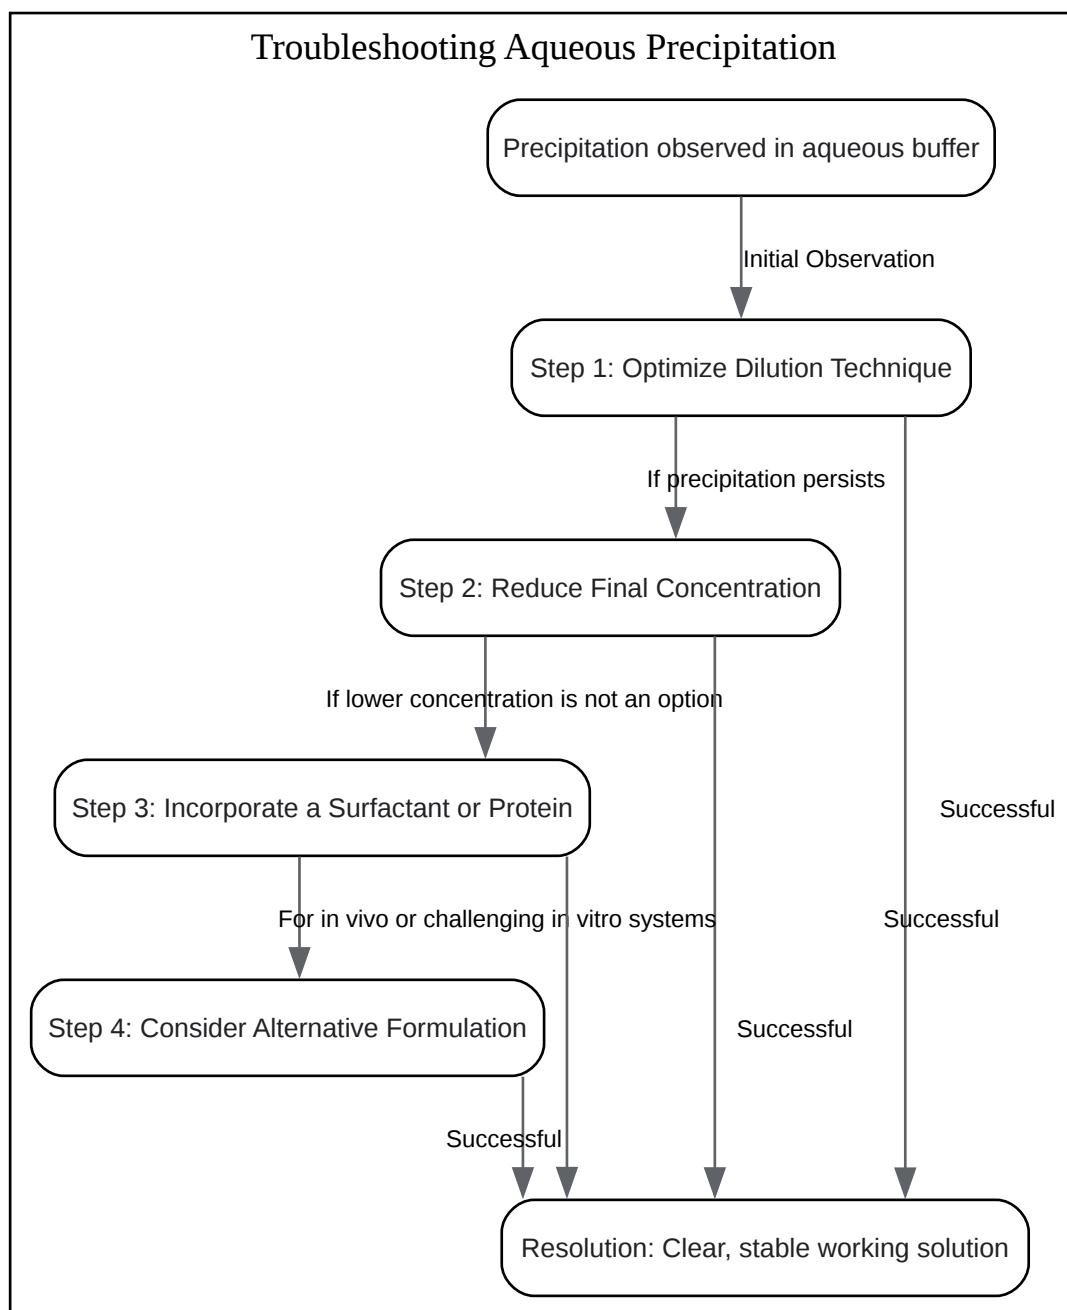 Troubleshooting Aqueous Precipitation
Precipitation observed in aqueous buffer
Initial Observation
Step 1: Optimize Dilution Technique
If precipitation persists
Step 2: Reduce Final Concentration
If lower concentration is not an option
Step 3: Incorporate a Surfactant or Protein
Successful
For in vivo or challenging in vitro systems
Successful
Step 4: Consider Alternative Formulation
Successful
Successful
Resolution: Clear, stable working solution